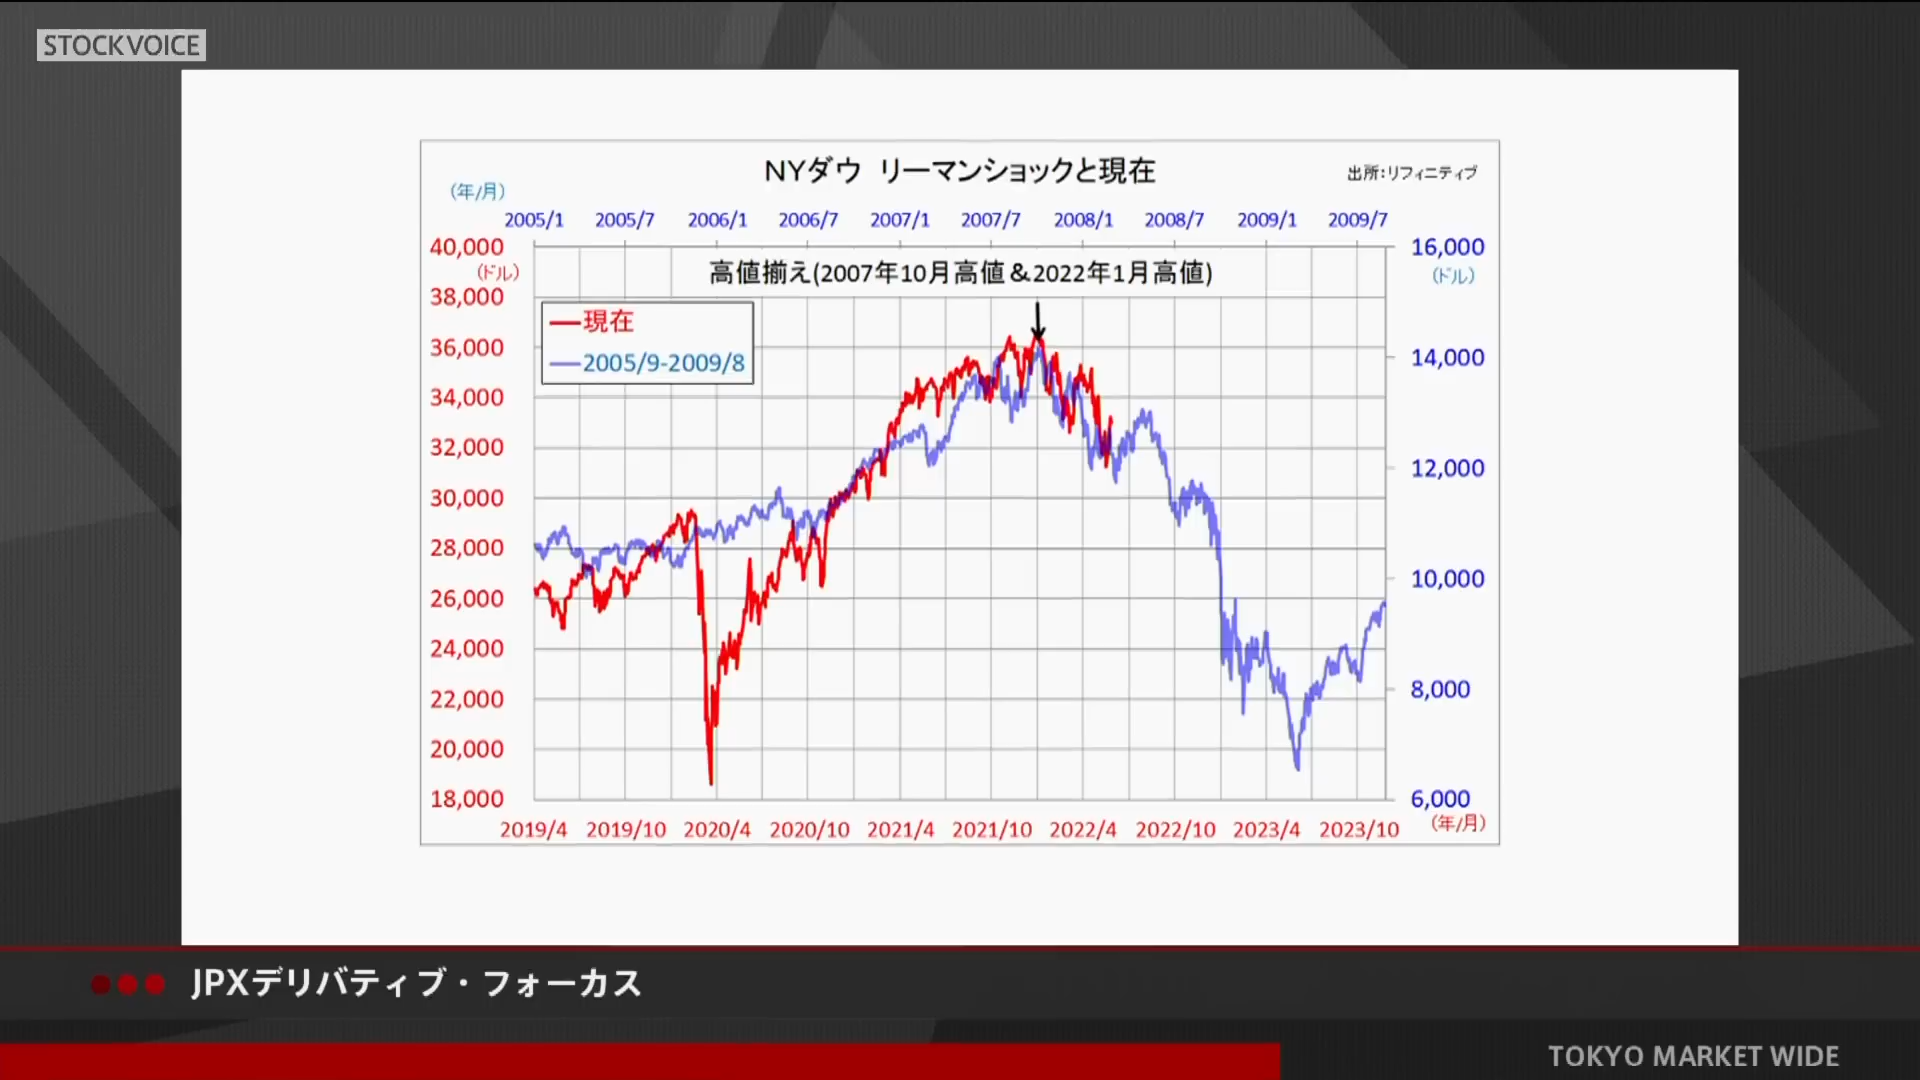 STOCKVOICE
NYダウ リーマンショックと現在
出所:リフィニティブ
(年/月)
2005/1 2005/7 2006/1 2006/7 2007/1 2007/7 2008/1 2008/7 2009/1 2009/7
40,000
(ドル)
38,000
36,000
34,000
32,000
30,000
28,000
26,000
24,000
22,000
20,000
18,000
高値揃え(2007年10月高値&2022年1月高値)
現在
2005/9-2009/8
16,000
(ドル)
14,000
12,000
10,000
8,000
6,000
2019/4 2019/10 2020/4 2020/10 2021/4 2021/10 2022/4 2022/10 2023/4 2023/10
(年/月)
JPXデリバティブ・フォーカス
TOKYO MARKET WIDE